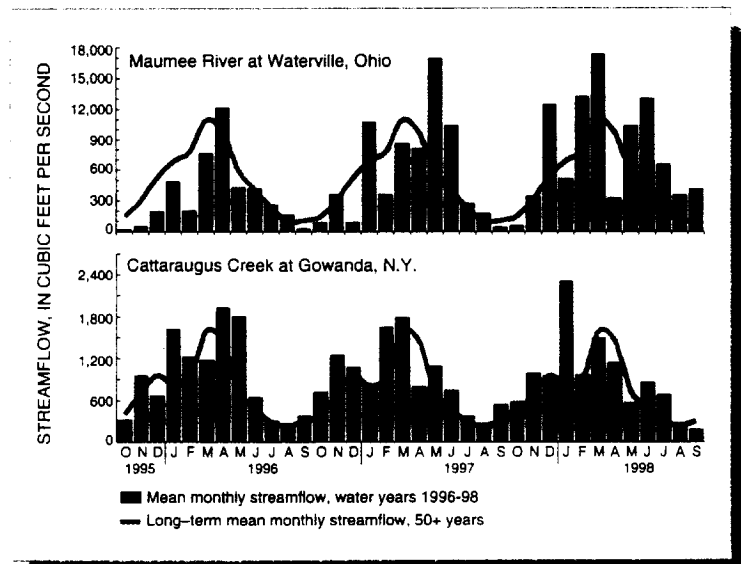 STREAMFLOW, IN CUBIC FEET PER SECOND
Maumee River at Waterville, Ohio
18,000
15,000
12,000
900
600
300
0
Cattaraugus Creek at Gowanda, N.Y.
2,400
1,800
1,200
600
0
O N D J F M A M J J A S O N D J F M A M J J A S O N D J F M A M J J A S
1995 1996 1997 1998
Mean monthly streamflow, water years 1996-98
Long-term mean monthly streamflow, 50+ years